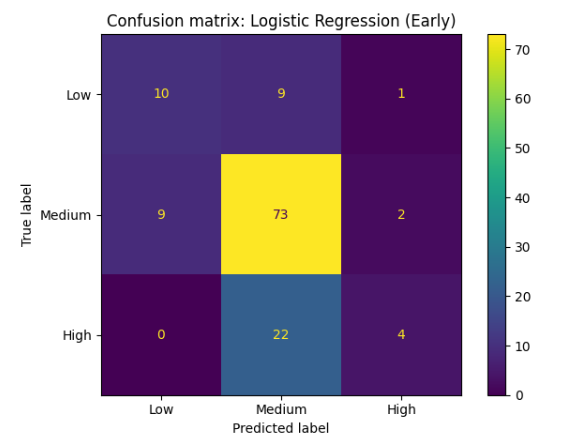 Confusion matrix: Logistic Regression (Early)
True label
Low
10 9 1
Medium
9 73 2
High
0 22 4
Low Medium High
Predicted label
70
60
50
40
30
20
10
0